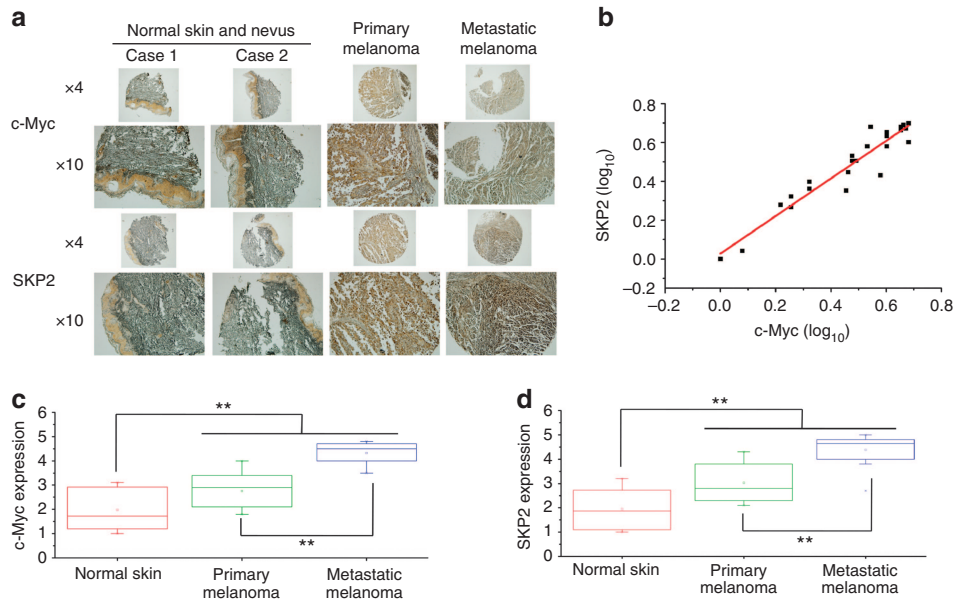 a
Normal skin and nevus
Case 1
Case 2
Primary
melanoma
Metastatic
melanoma
×4
c-Myc
×10
×4
SKP2
×10
b
SKP2 (log10)
0.8
0.6
0.4
0.2
0.0
−0.2
−0.2
0.0
0.2
0.4
0.6
0.8
c-Myc (log10)
c
c-Myc expression
6
5
4
3
2
1
0
**
**
Normal skin
Primary
melanoma
Metastatic
melanoma
d
SKP2 expression
6
5
4
3
2
1
0
**
**
Normal skin
Primary
melanoma
Metastatic
melanoma